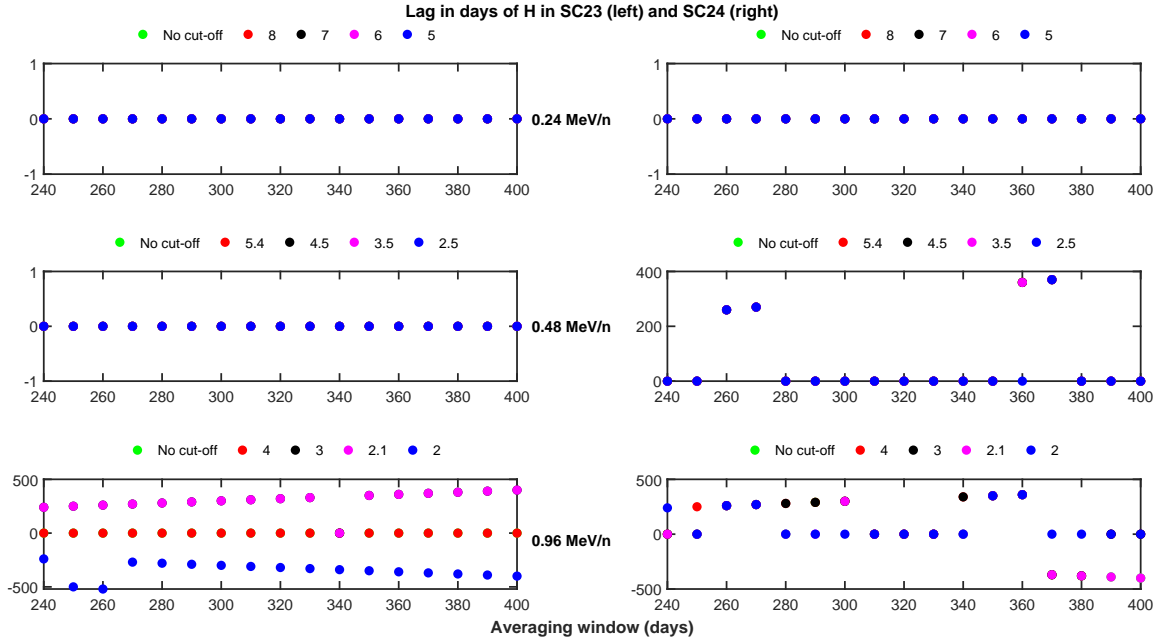 Lag in days of H in SC23 (left) and SC24 (right)
No cut-off 8 7 6 5
No cut-off 8 7 6 5
1
0
-1
240 260 280 300 320 340 360 380 400
0.24 MeV/n
1
0
-1
240 260 280 300 320 340 360 380 400
No cut-off 5.4 4.5 3.5 2.5
No cut-off 5.4 4.5 3.5 2.5
1
0
-1
240 260 280 300 320 340 360 380 400
0.48 MeV/n
400
200
0
240 260 280 300 320 340 360 380 400
No cut-off 4 3 2.1 2
No cut-off 4 3 2.1 2
500
0
-500
240 260 280 300 320 340 360 380 400
0.96 MeV/n
500
0
-500
240 260 280 300 320 340 360 380 400
Averaging window (days)